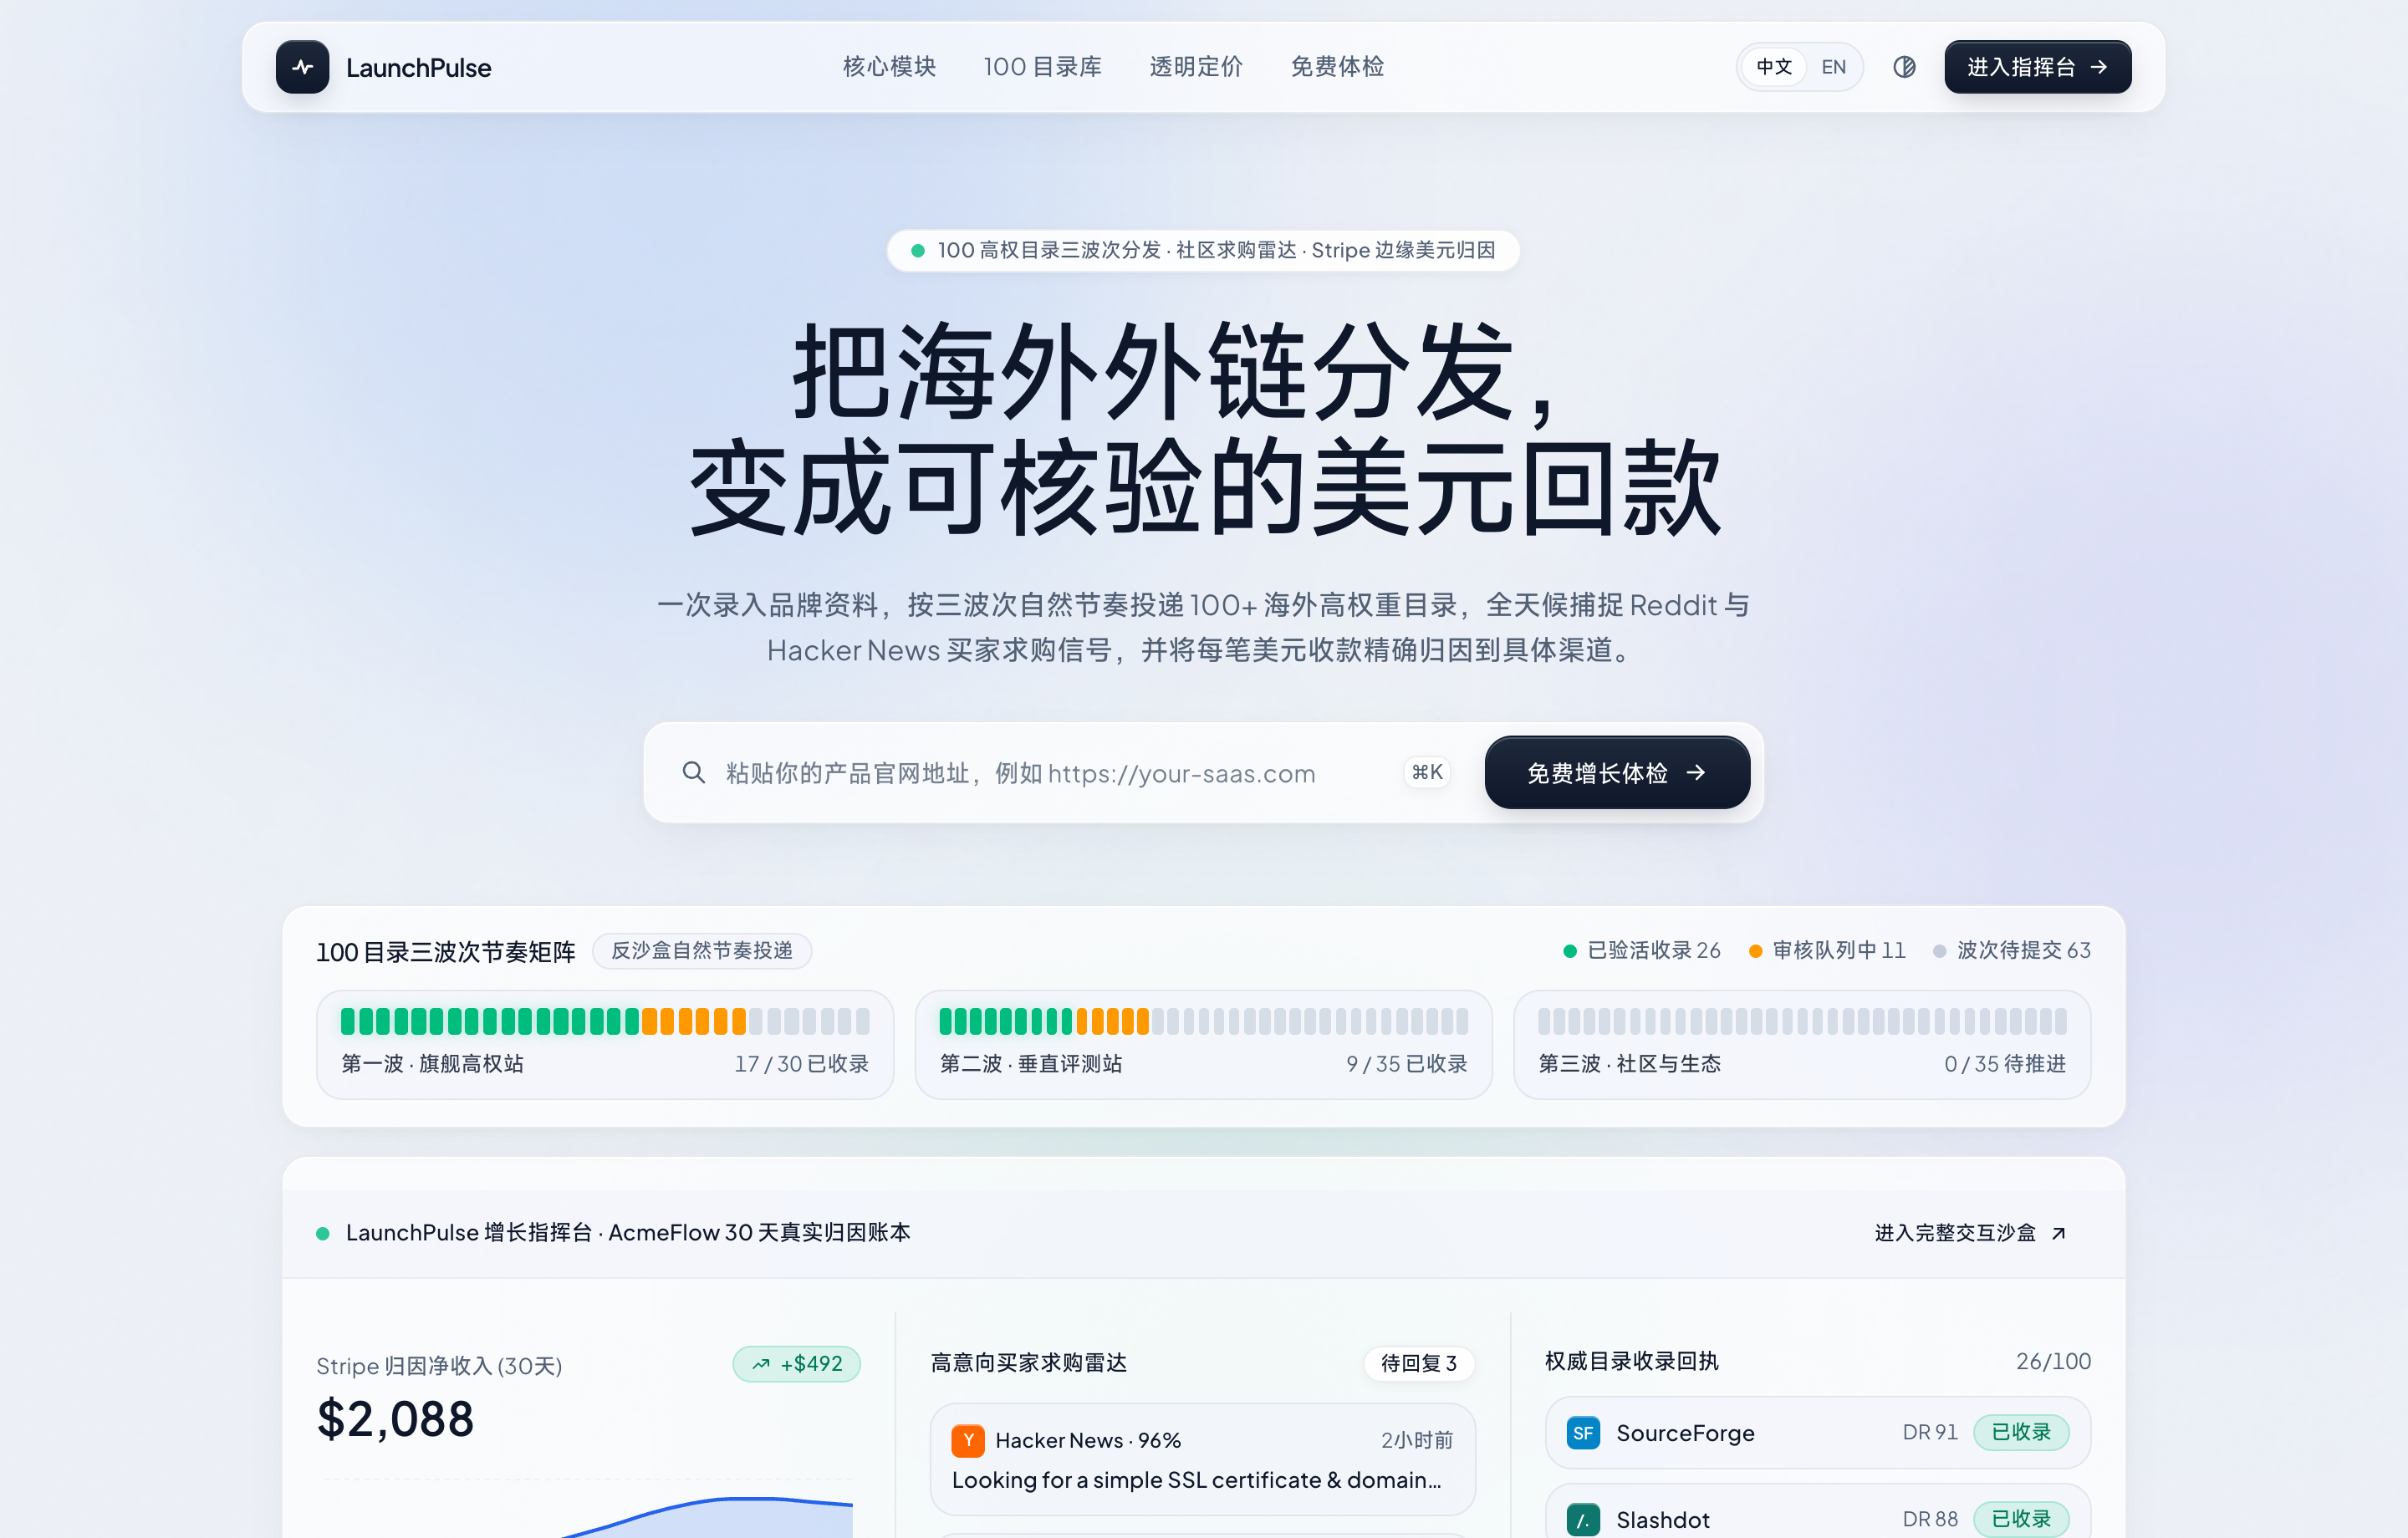 LaunchPulse
核心模块
100 目录库
透明定价
免费体检
中文
EN
进入指挥台 →
100 高权目录三波次分发 · 社区求购雷达 · Stripe 边缘美元归因
把海外外链分发，
变成可核验的美元回款
一次录入品牌资料，按三波次自然节奏投递 100+ 海外高权重目录，全天候捕捉 Reddit 与
Hacker News 买家求购信号，并将每笔美元收款精确归因到具体渠道。
粘贴你的产品官网地址，例如 https://your-saas.com
⌘K
免费增长体检 →
100 目录三波次节奏矩阵
反沙盒自然节奏投递
已验活收录 26
审核队列中 11
波次待提交 63
第一波 · 旗舰高权站
17 / 30 已收录
第二波 · 垂直评测站
9 / 35 已收录
第三波 · 社区与生态
0 / 35 待推进
LaunchPulse 增长指挥台 · AcmeFlow 30 天真实归因账本
进入完整交互沙盒 ↗
Stripe 归因净收入 (30天)
+$492
$2,088
高意向买家求购雷达
待回复 3
Y
Hacker News · 96%
2小时前
Looking for a simple SSL certificate & domain...
权威目录收录回执
26/100
SF
SourceForge
DR 91
已收录
/.
Slashdot
DR 88
已收录